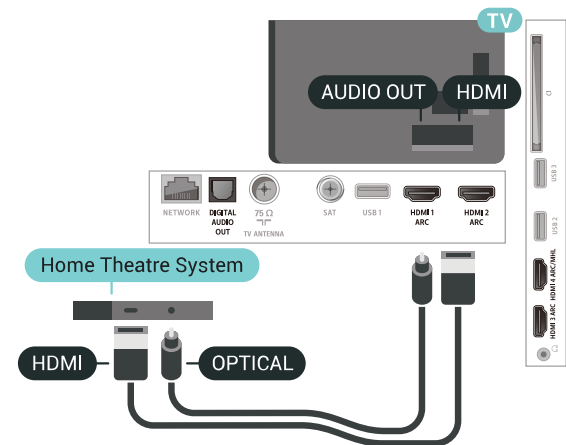 TV
AUDIO OUT HDMI
CI
USB 3
USB 2
HDMI 4 ARC/MHL
HDMI 3 ARC
NETWORK
DIGITAL
AUDIO
OUT
75 Ω
TV ANTENNA
SAT
USB 1
HDMI 1
ARC
HDMI 2
ARC
Home Theatre System
HDMI
OPTICAL